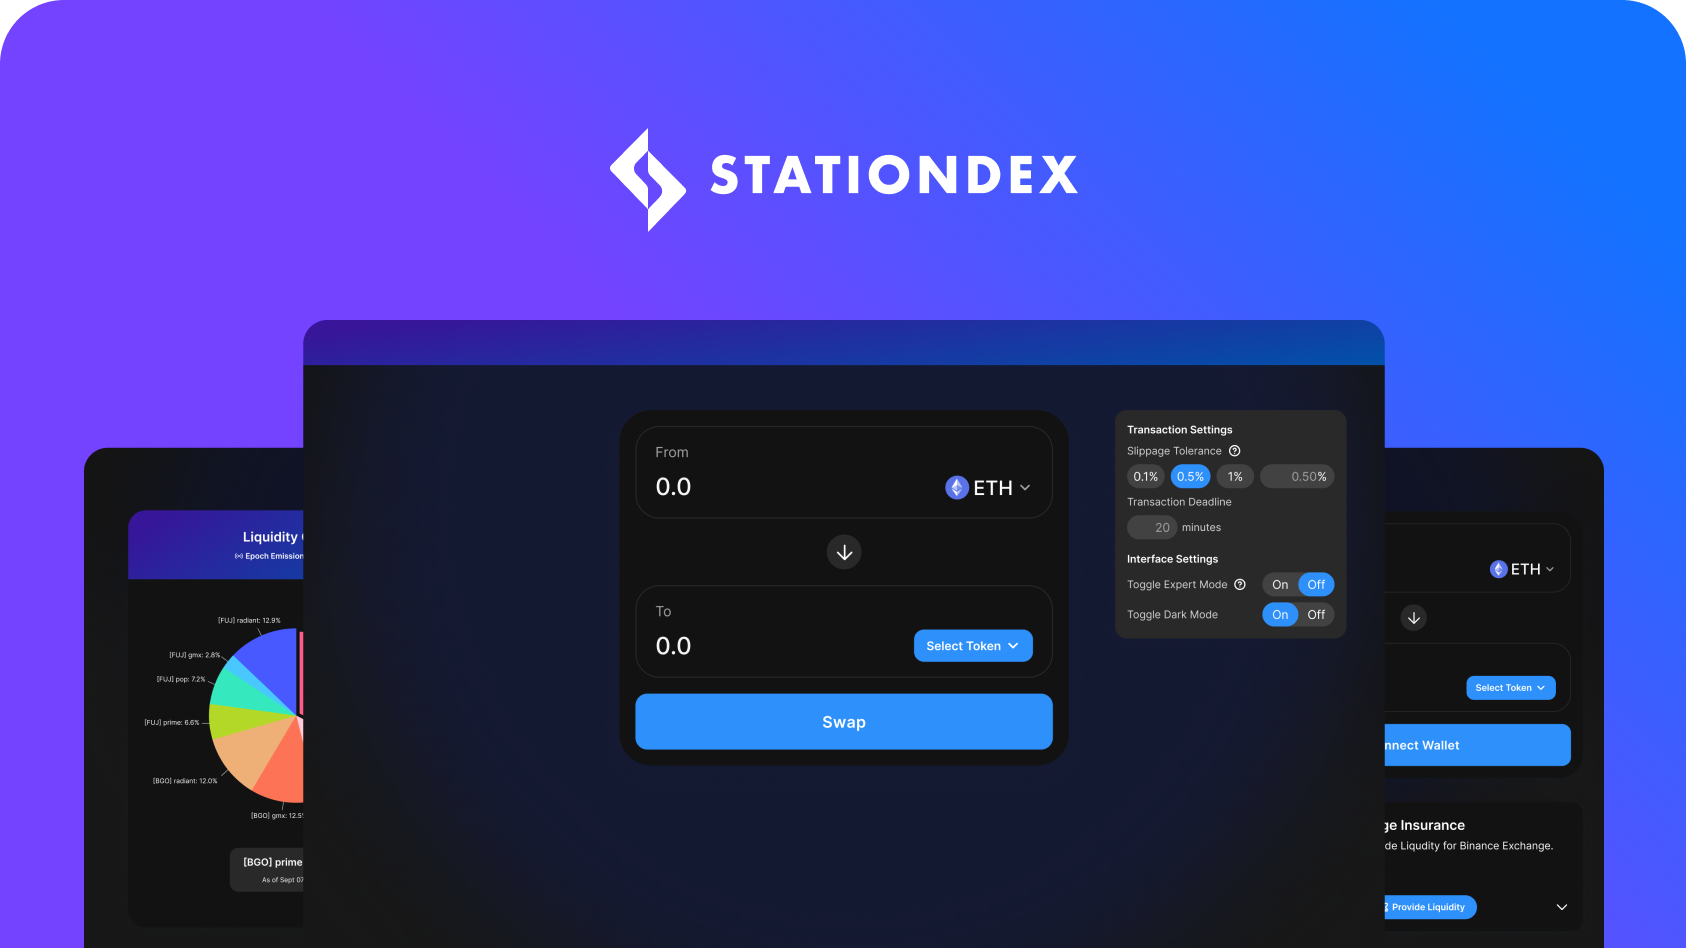 STATIONDEX
From
0.0
ETH
To
0.0
Select Token
Swap
Transaction Settings
Slippage Tolerance
0.1% 0.5% 1% 0.50%
Transaction Deadline
20 minutes
Interface Settings
Toggle Expert Mode On Off
Toggle Dark Mode On Off
Liquidity
Epoch Emission
[FUJ] radiant: 12.9%
[FUJ] gmx: 2.8%
[FUJ] pop: 7.2%
[FUJ] prime: 6.6%
[BGO] radiant: 12.0%
[BGO] gmx: 12.5
[BGO] prime
As of Sept 07
ETH
Select Token
nnect Wallet
ge Insurance
de Liqudity for Binance Exchange.
Provide Liquidity